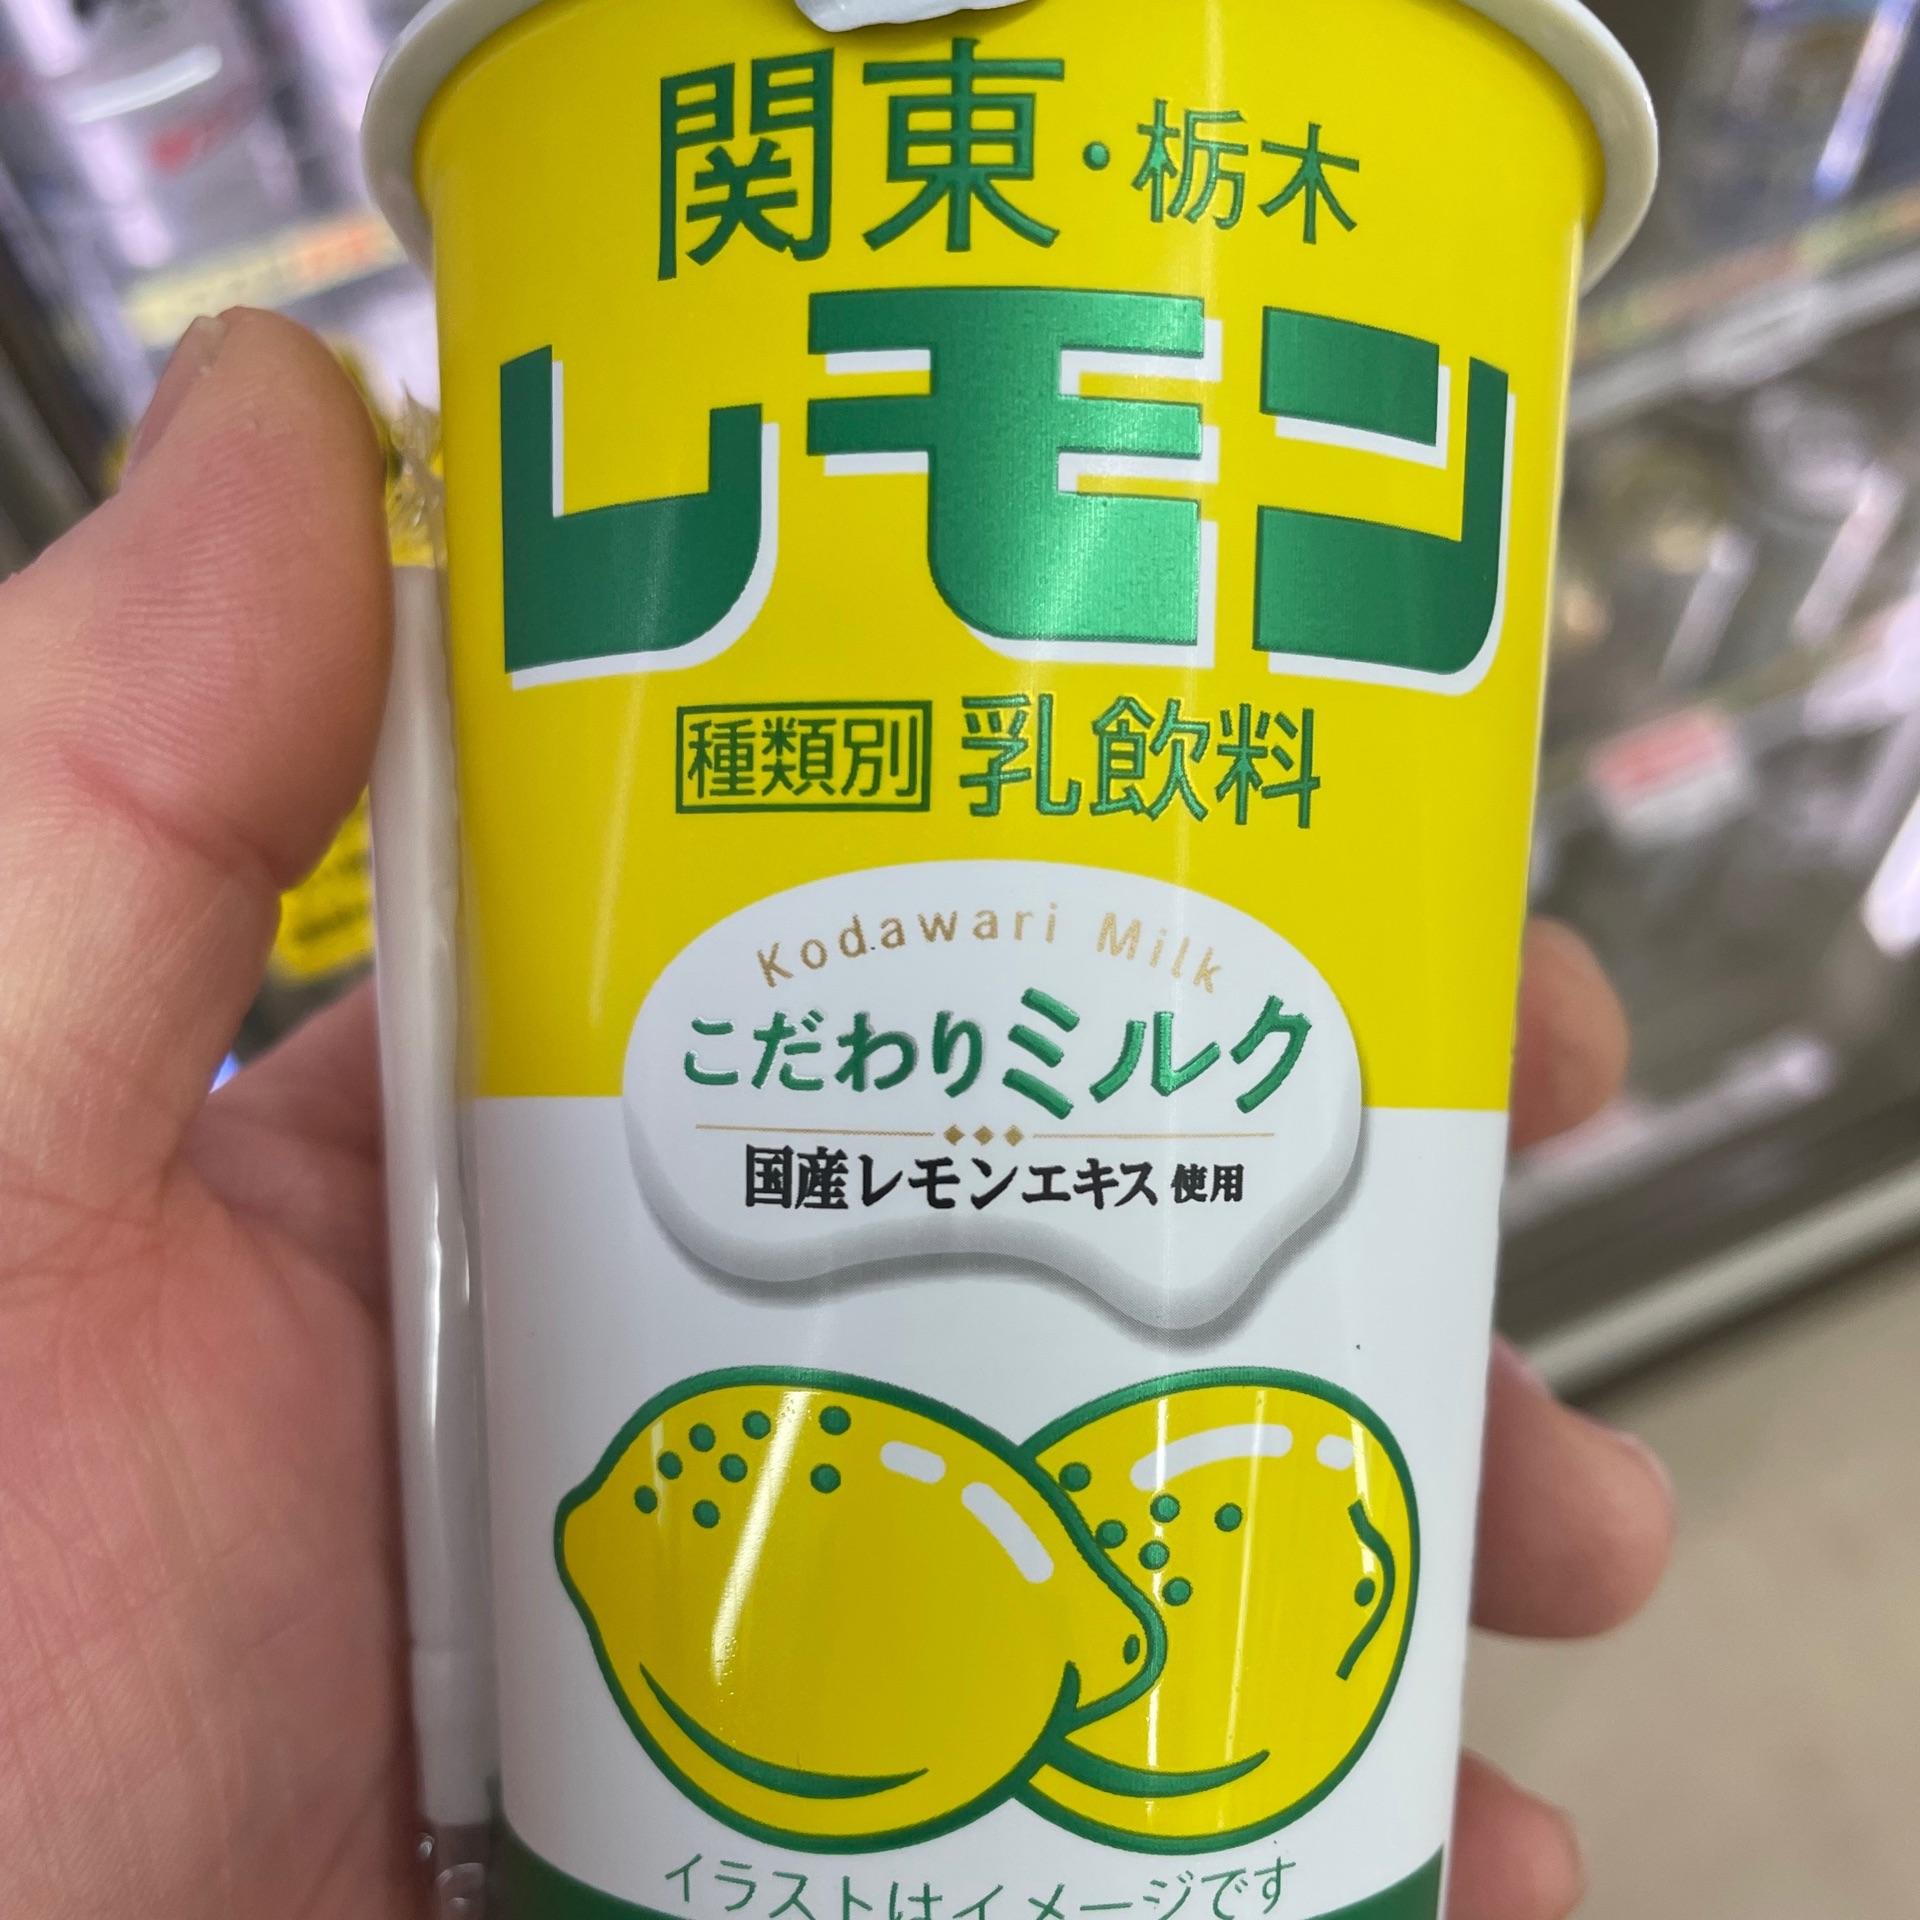 関東・栃木
レモン
種類別 乳飲料
Kodawari Milk
こだわりミルク
国産レモンエキス使用
イラストはイメージです